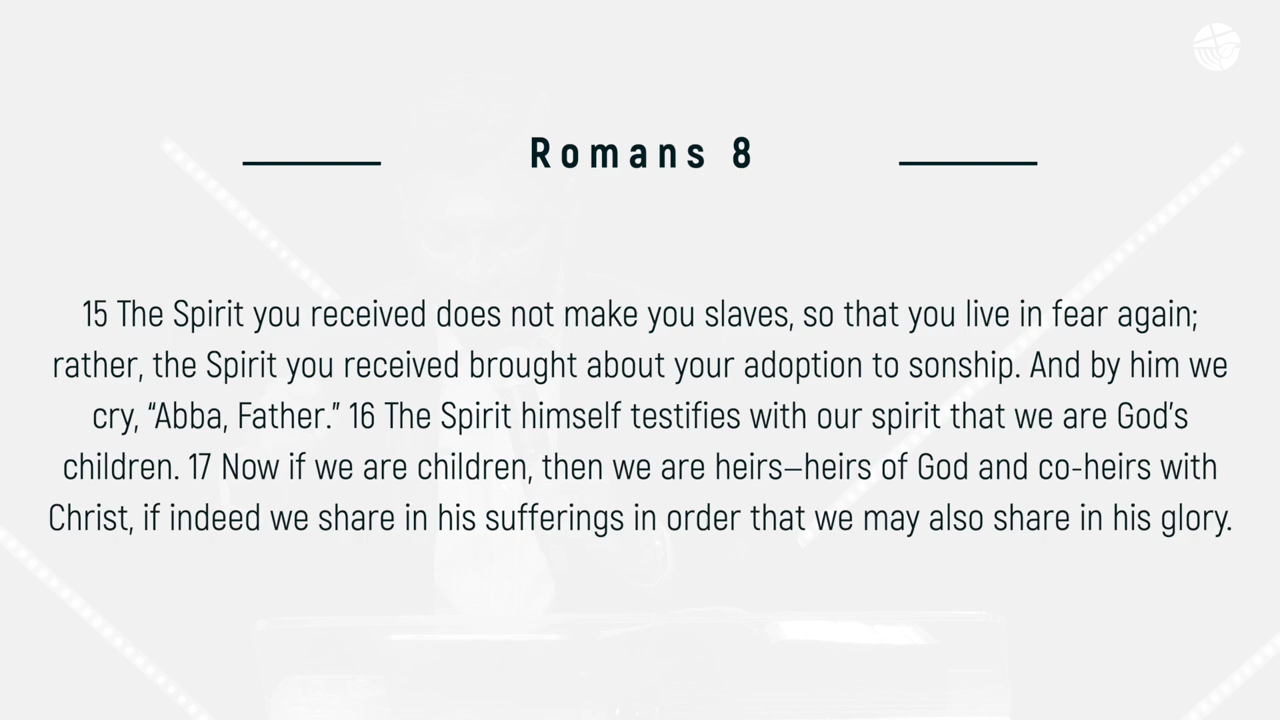 Romans 8
15 The Spirit you received does not make you slaves, so that you live in fear again;
rather, the Spirit you received brought about your adoption to sonship. And by him we
cry, “Abba, Father.” 16 The Spirit himself testifies with our spirit that we are God’s
children. 17 Now if we are children, then we are heirs—heirs of God and co-heirs with
Christ, if indeed we share in his sufferings in order that we may also share in his glory.